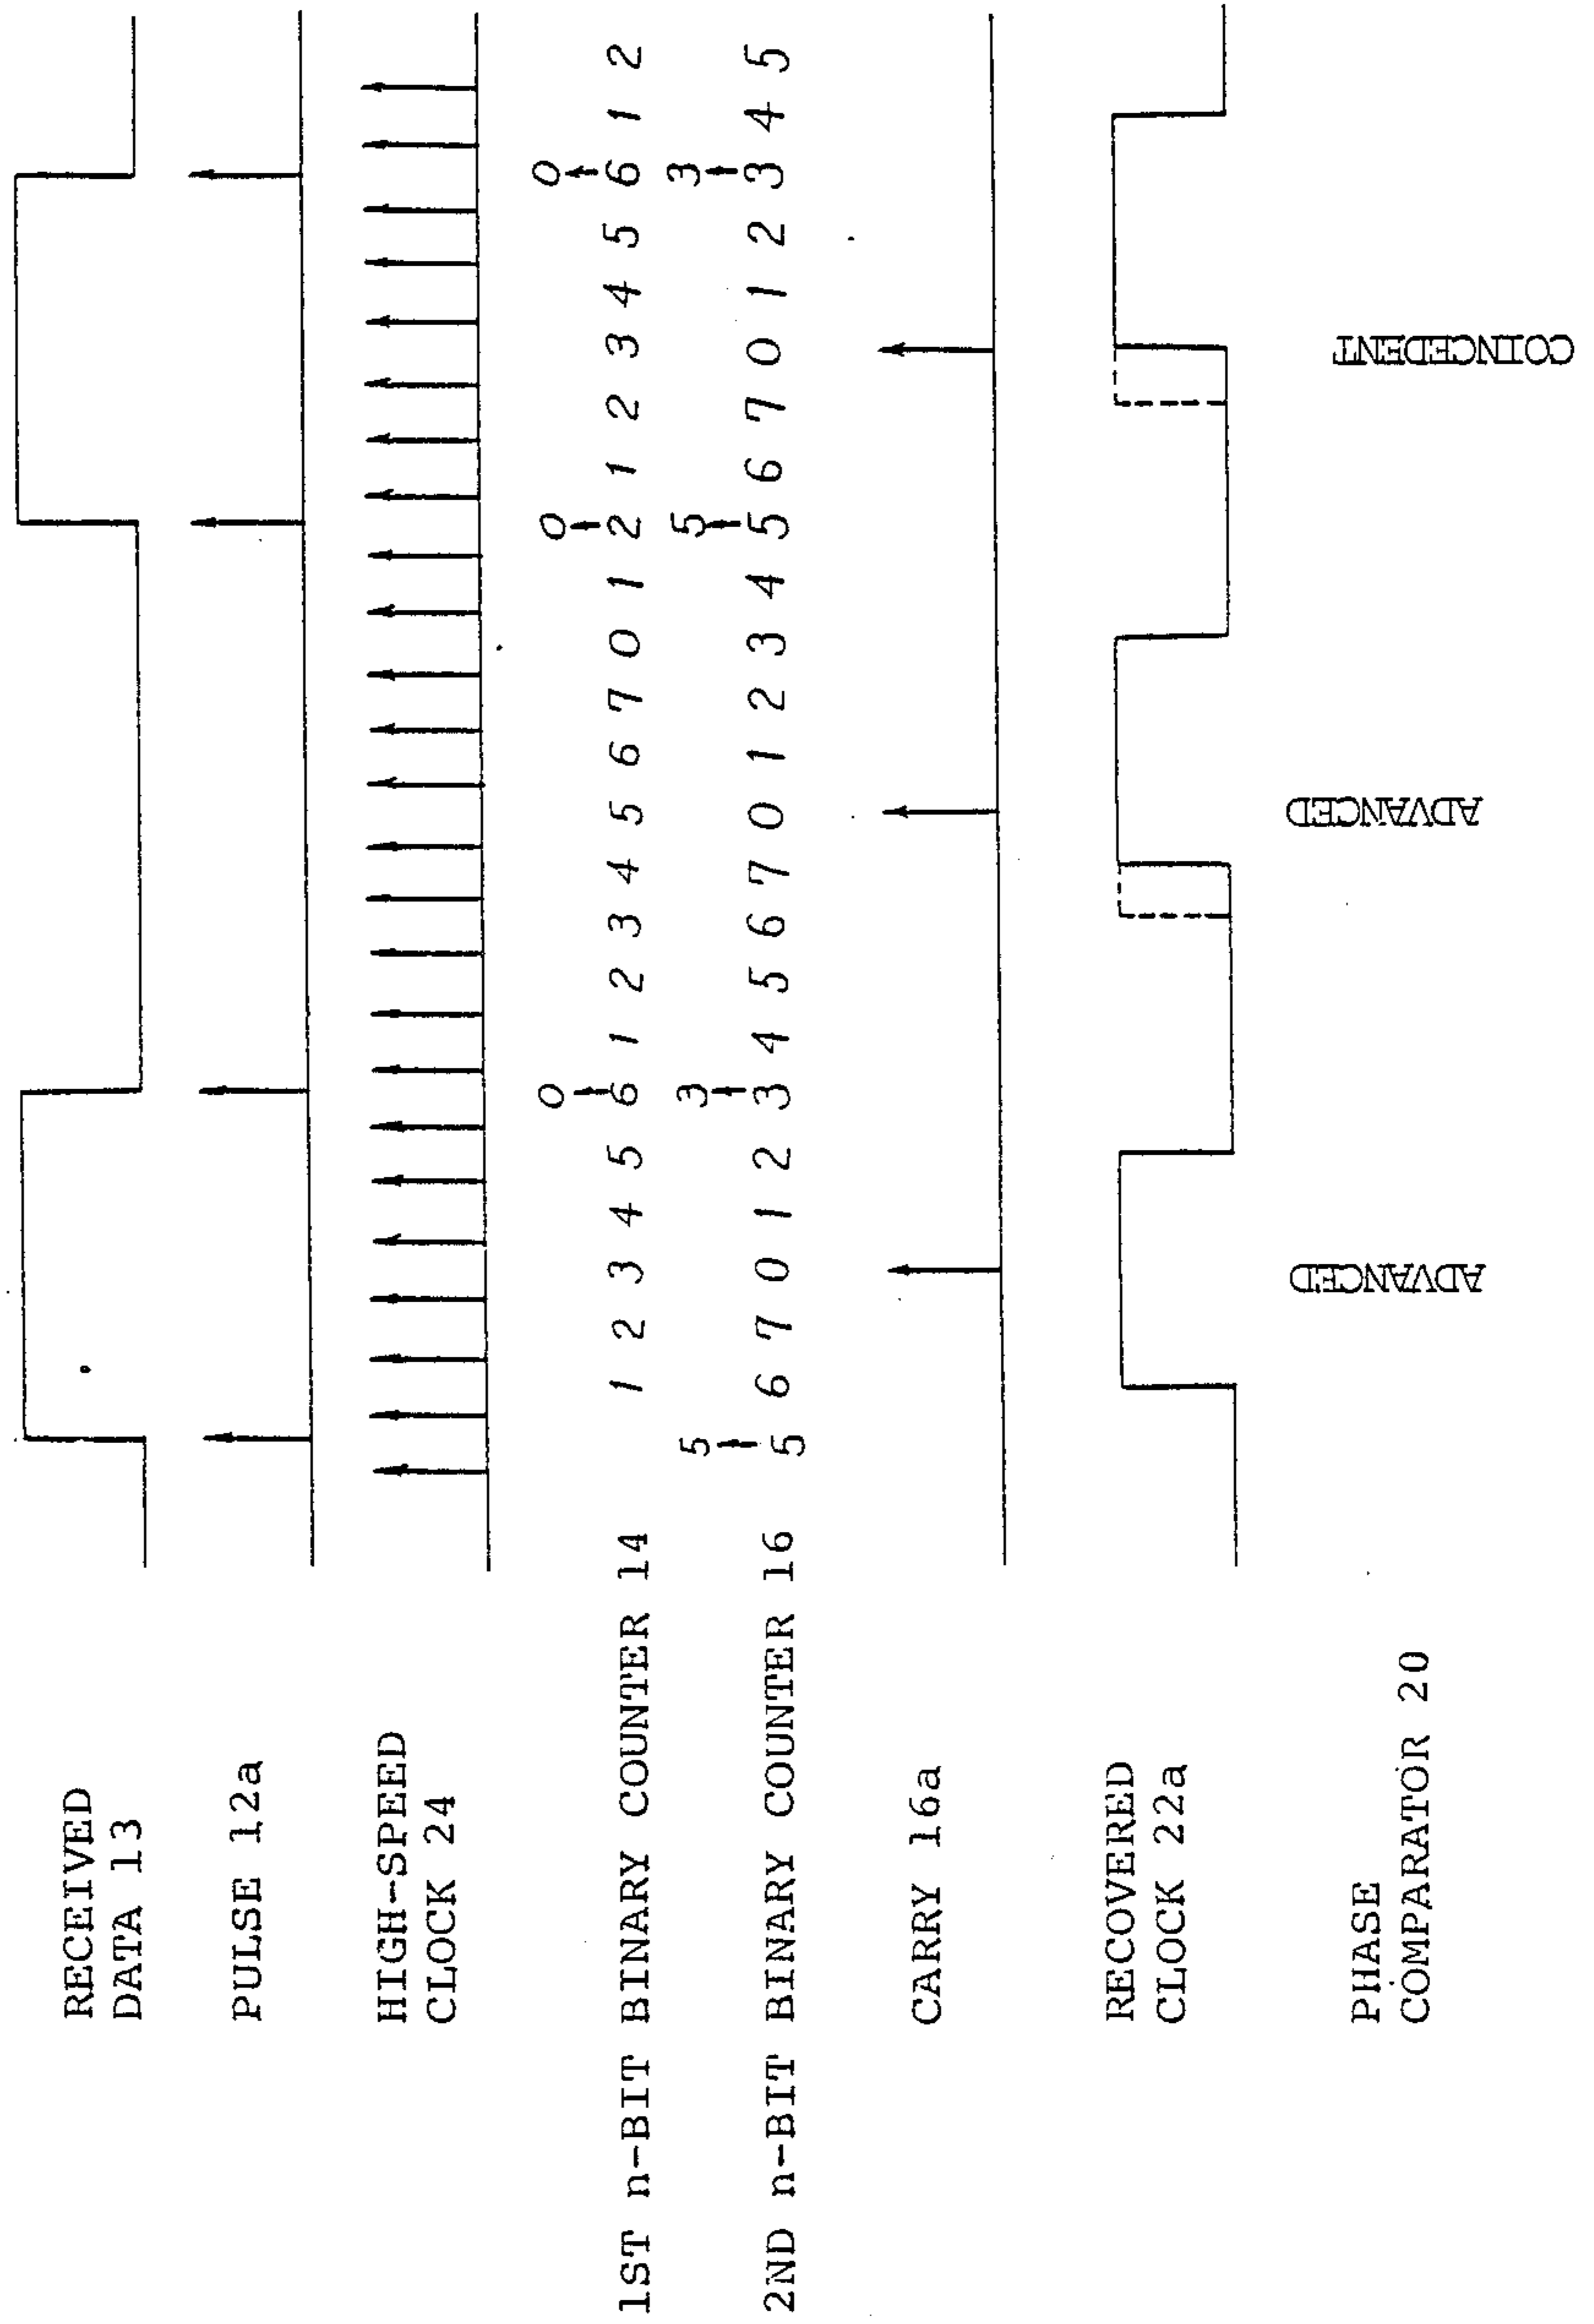 RECEIVED
DATA 13
PULSE 12a
HIGH-SPEED
CLOCK 24
0 0 0
1ST n-BIT BINARY COUNTER 14 1 2 3 4 5 6 1 2 3 4 5 6 7 0 1 2 1 2 3 4 5 6 1 2
5 3 5 3
2ND n-BIT BINARY COUNTER 16 5 6 7 0 1 2 3 4 5 6 7 0 1 2 3 4 5 6 7 0 1 2 3 4 5
CARRY 16a
RECOVERED
CLOCK 22a
PHASE
COMPARATOR 20
ADVANCED ADVANCED COINCEDENT